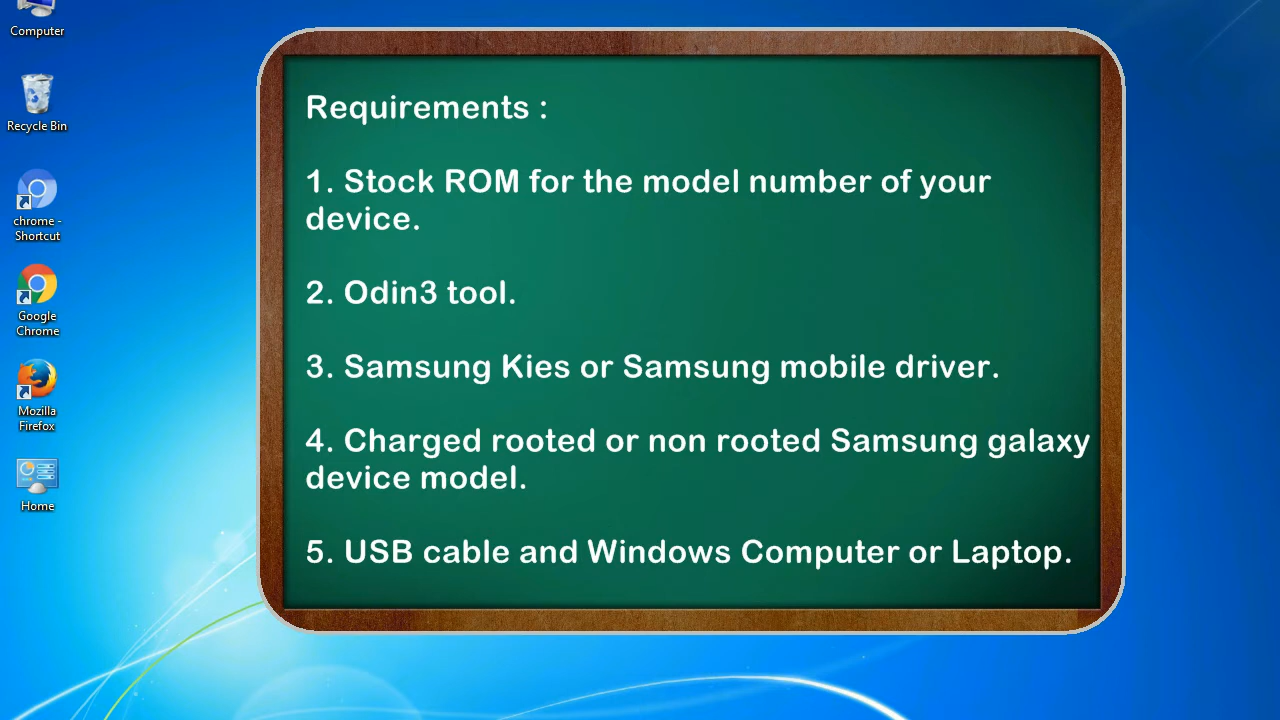 Computer
Recycle Bin
chrome -
Shortcut
Google
Chrome
Mozilla
Firefox
Home
Requirements :
1. Stock ROM for the model number of your
device.
2. Odin3 tool.
3. Samsung Kies or Samsung mobile driver.
4. Charged rooted or non rooted Samsung galaxy
device model.
5. USB cable and Windows Computer or Laptop.